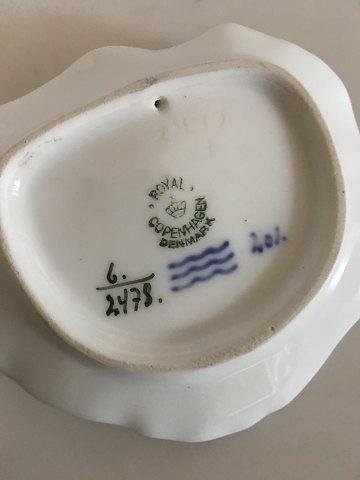 ROYAL
COPENHAGEN
DENMARK
6.
2478.
201.